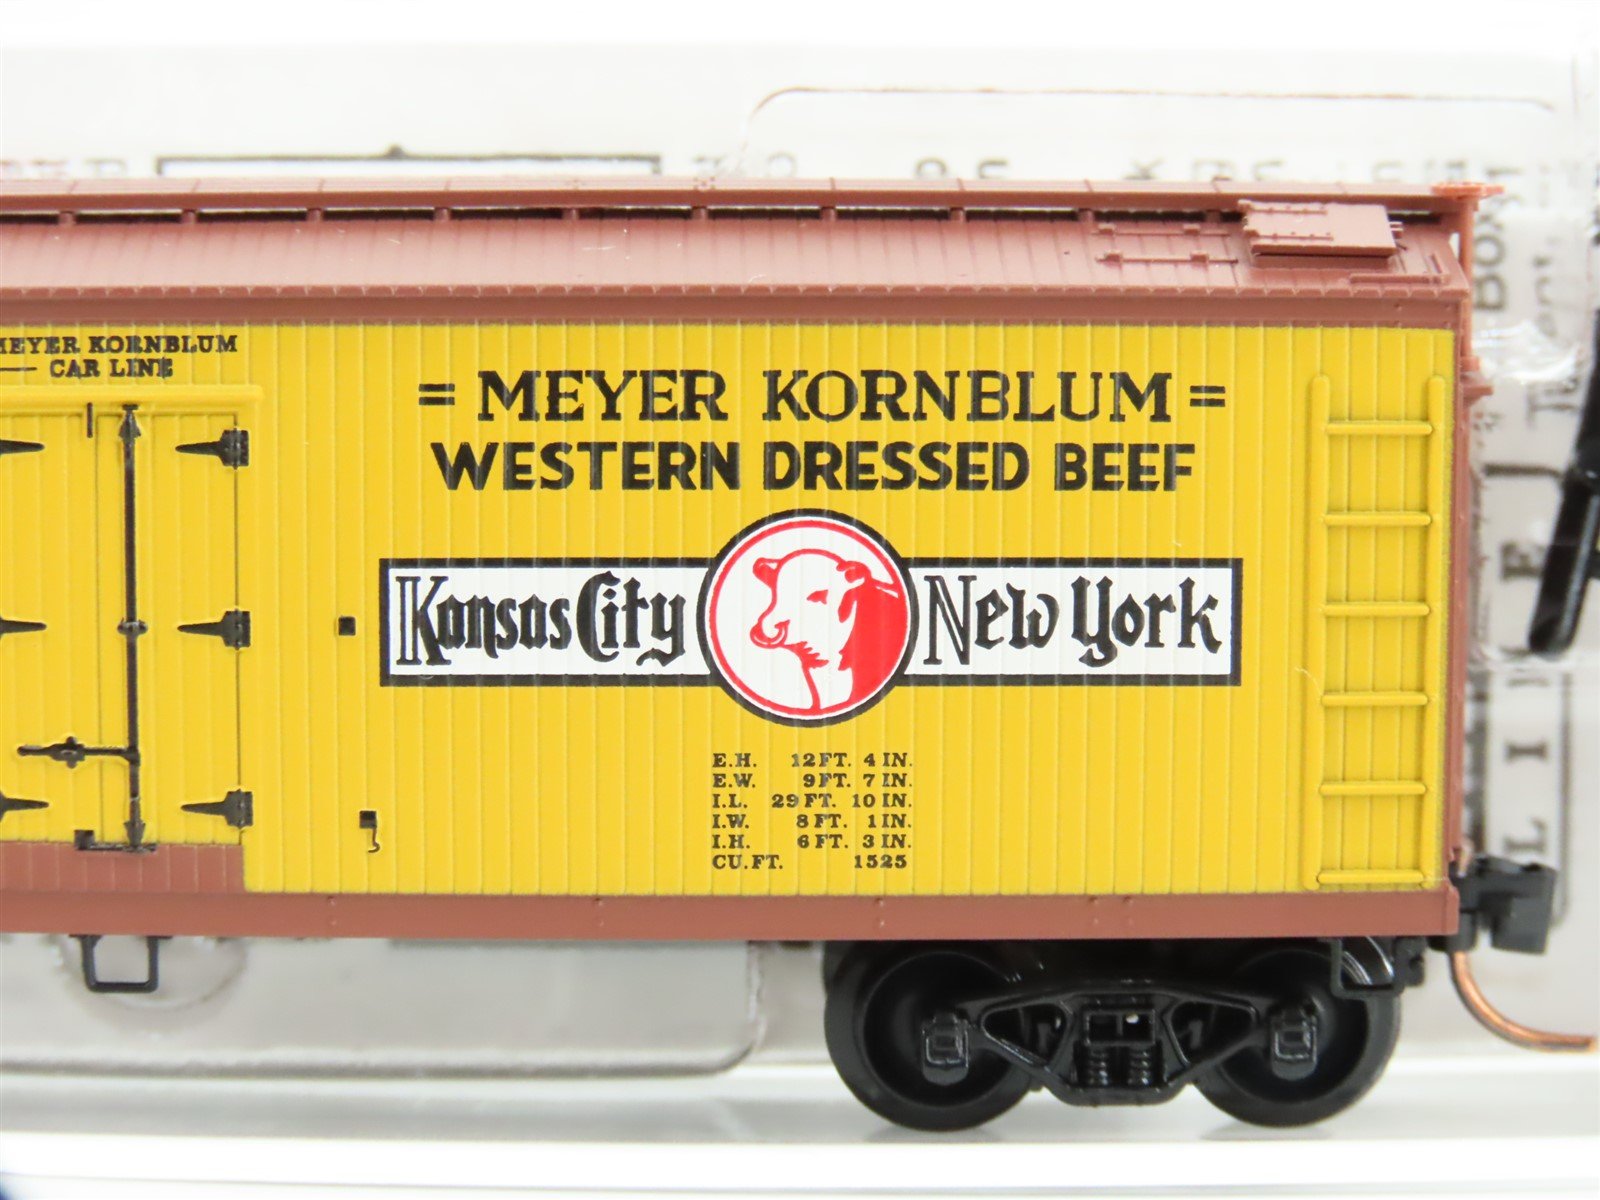 MEYER KORNBLUM
CAR LINE
= MEYER KORNBLUM =
WESTERN DRESSED BEEF
Kansas City New York
E.H. 12 FT. 4 IN.
E.W. 9 FT. 7 IN.
I.L. 29 FT. 10 IN.
I.W. 8 FT. 1 IN.
I.H. 6 FT. 3 IN.
CU. FT. 1525